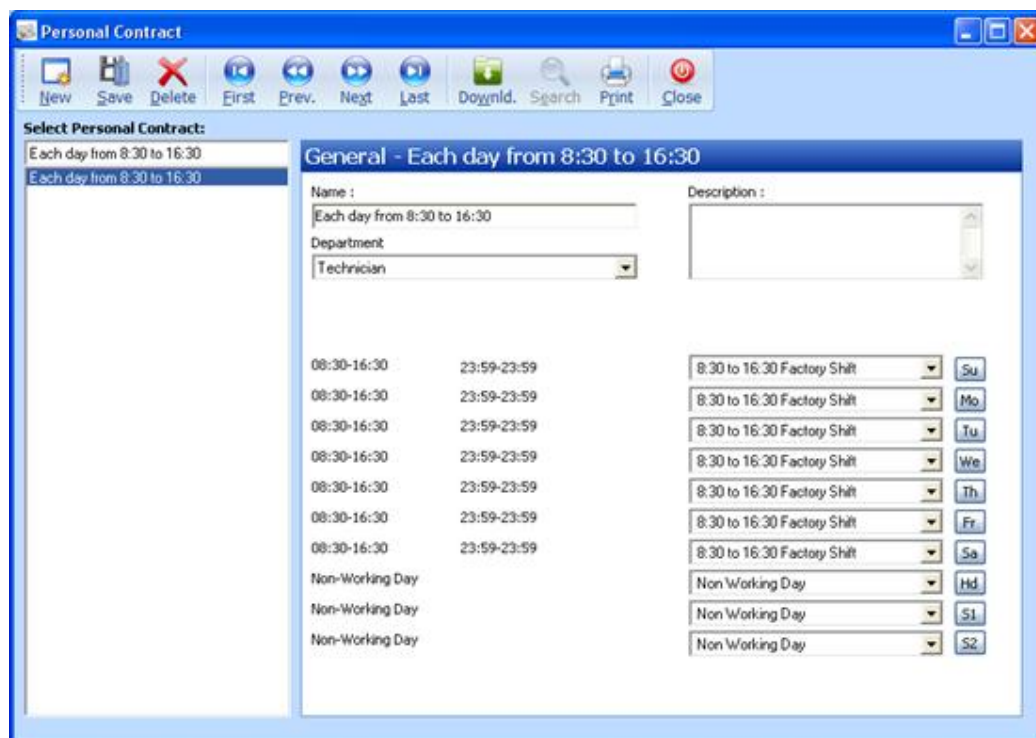 Personal Contract
New Save Delete First Prev. Next Last Downld. Search Print Close
Select Personal Contract:
Each day from 8:30 to 16:30
Each day from 8:30 to 16:30
General - Each day from 8:30 to 16:30
Name : Description :
Each day from 8:30 to 16:30
Department
Technician
08:30-16:30 23:59-23:59 8:30 to 16:30 Factory Shift Su
08:30-16:30 23:59-23:59 8:30 to 16:30 Factory Shift Mo
08:30-16:30 23:59-23:59 8:30 to 16:30 Factory Shift Tu
08:30-16:30 23:59-23:59 8:30 to 16:30 Factory Shift We
08:30-16:30 23:59-23:59 8:30 to 16:30 Factory Shift Th
08:30-16:30 23:59-23:59 8:30 to 16:30 Factory Shift Fr
08:30-16:30 23:59-23:59 8:30 to 16:30 Factory Shift Sa
Non-Working Day Non Working Day Hd
Non-Working Day Non Working Day S1
Non-Working Day Non Working Day S2